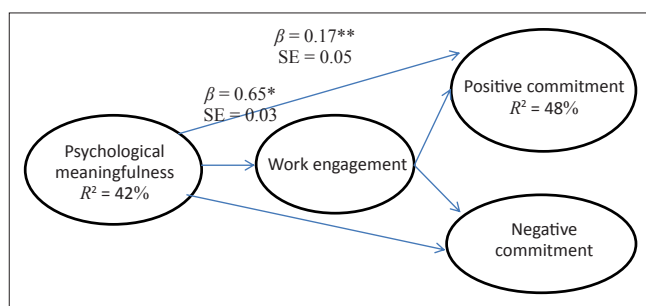 β = 0.17**
SE = 0.05
β = 0.65*
SE = 0.03
Positive commitment
R² = 48%
Psychological
meaningfulness
R² = 42%
Work engagement
Negative
commitment